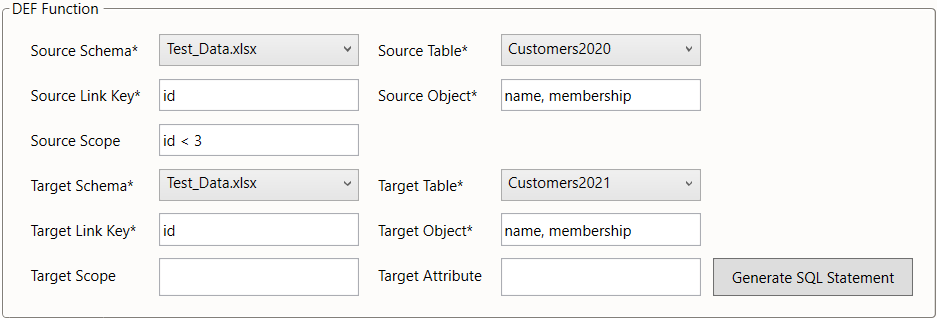 DEF Function
Source Schema* Test_Data.xlsx Source Table* Customers2020
Source Link Key* id Source Object* name, membership
Source Scope id < 3
Target Schema* Test_Data.xlsx Target Table* Customers2021
Target Link Key* id Target Object* name, membership
Target Scope Target Attribute Generate SQL Statement